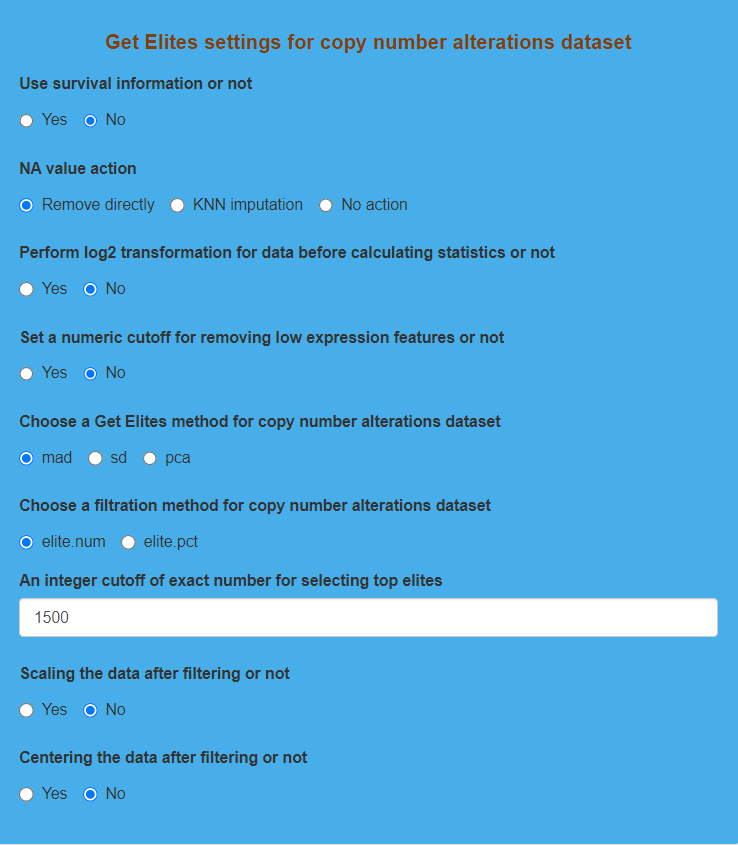 Get Elites settings for copy number alterations dataset
Use survival information or not
Yes No
NA value action
Remove directly KNN imputation No action
Perform log2 transformation for data before calculating statistics or not
Yes No
Set a numeric cutoff for removing low expression features or not
Yes No
Choose a Get Elites method for copy number alterations dataset
mad sd pca
Choose a filtration method for copy number alterations dataset
elite.num elite.pct
An integer cutoff of exact number for selecting top elites
1500
Scaling the data after filtering or not
Yes No
Centering the data after filtering or not
Yes No